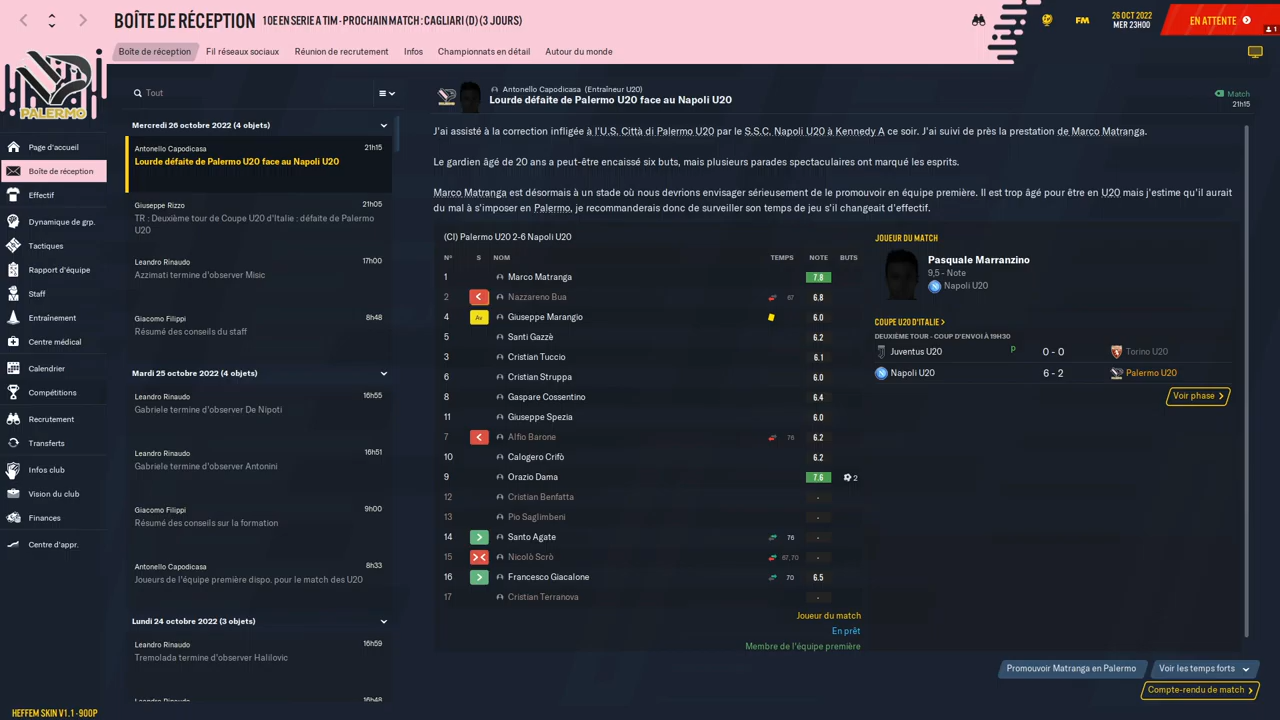 BOÎTE DE RÉCEPTION
10E EN SERIE A TIM - PROCHAIN MATCH : CAGLIARI (D) (3 JOURS)
FM
26 OCT 2022
MER 23H00
EN ATTENTE
1
Boîte de réception
Fil réseaux sociaux
Réunion de recrutement
Infos
Championnats en détail
Autour du monde
PALERMO
Page d'accueil
Boîte de réception
Effectif
Dynamique de grp.
Tactiques
Rapport d'équipe
Staff
Entraînement
Centre médical
Calendrier
Compétitions
Recrutement
Transferts
Infos club
Vision du club
Finances
Centre d'appr.
HEFFEM SKIN V1.1 - 900P
Tout
Mercredi 26 octobre 2022 (4 objets)
Antonello Capodicasa 21h15
Lourde défaite de Palermo U20 face au Napoli U20
Giuseppe Rizzo 21h05
TR : Deuxième tour de Coupe U20 d'Italie : défaite de Palermo
U20
Leandro Rinaudo 17h00
Azzimati termine d'observer Misic
Giacomo Filippi 8h48
Résumé des conseils du staff
Mardi 25 octobre 2022 (4 objets)
Leandro Rinaudo 16h55
Gabriele termine d'observer De Nipoti
Leandro Rinaudo 16h51
Gabriele termine d'observer Antonini
Giacomo Filippi 9h00
Résumé des conseils sur la formation
Antonello Capodicasa 8h33
Joueurs de l'équipe première dispo. pour le match des U20
Lundi 24 octobre 2022 (3 objets)
Leandro Rinaudo 16h59
Tremolada termine d'observer Halilovic
Leandro Rinaudo 16h48
Antonello Capodicasa (Entraîneur U20)
Lourde défaite de Palermo U20 face au Napoli U20
Match
21h15
J'ai assisté à la correction infligée à l'U.S. Città di Palermo U20 par le S.S.C. Napoli U20 à Kennedy A ce soir. J'ai suivi de près la prestation de Marco Matranga.
Le gardien âgé de 20 ans a peut-être encaissé six buts, mais plusieurs parades spectaculaires ont marqué les esprits.
Marco Matranga est désormais à un stade où nous devrions envisager sérieusement de le promouvoir en équipe première. Il est trop âgé pour être en U20 mais j'estime qu'il aurait
du mal à s'imposer en Palermo, je recommanderais donc de surveiller son temps de jeu s'il changeait d'effectif.
(CI) Palermo U20 2-6 Napoli U20
N° S NOM TEMPS NOTE BUTS
1 Marco Matranga 7.8
2 Nazzareno Bua 67 6.8
4 Av Giuseppe Marangio 6.0
5 Santi Gazzè 6.2
3 Cristian Tuccio 6.1
6 Cristian Struppa 6.0
8 Gaspare Cossentino 6.4
11 Giuseppe Spezia 6.0
7 Alfio Barone 76 6.2
10 Calogero Crifò 6.2
9 Orazio Dama 7.6 2
12 Cristian Benfatta -
13 Pio Saglimbeni -
14 Santo Agate 76 -
15 Nicolò Scrò 67, 70 -
16 Francesco Giacalone 70 6.5
17 Cristian Terranova -
Joueur du match
En prêt
Membre de l'équipe première
JOUEUR DU MATCH
Pasquale Marranzino
9,5 - Note
Napoli U20
COUPE U20 D'ITALIE >
DEUXIÈME TOUR - COUP D'ENVOI À 19H30
Juventus U20 p 0 - 0 Torino U20
Napoli U20 6 - 2 Palermo U20
Voir phase
Promouvoir Matranga en Palermo
Voir les temps forts
Compte-rendu de match